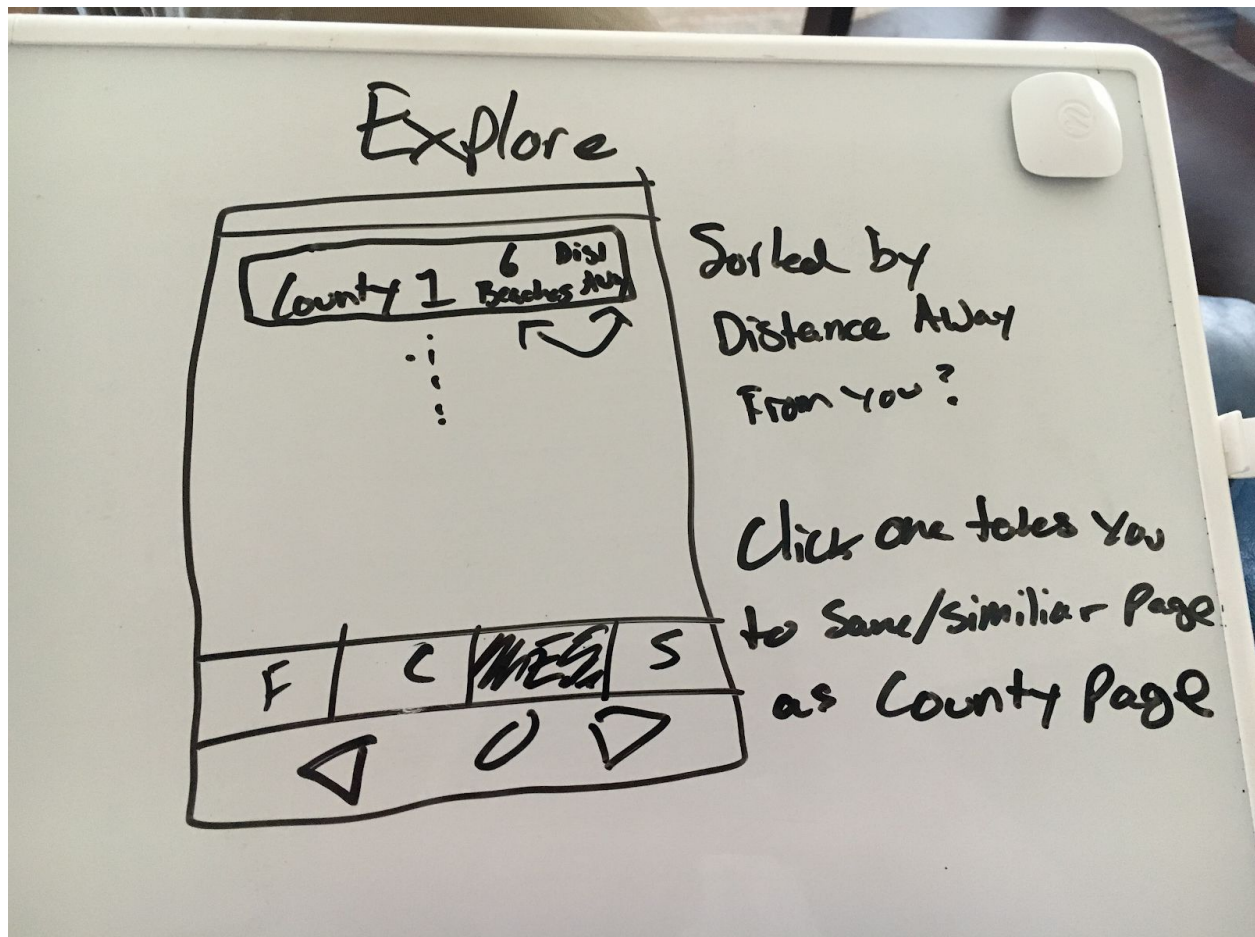 Explore
County 1 6 Beaches Dist Away
Sorted by
Distance Away
From You?
Click one takes you
to Same/similiar Page
as County Page
F C E S